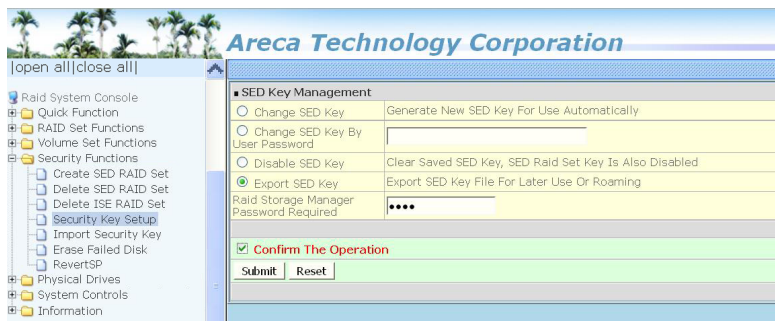 Areca Technology Corporation
|open all|close all|
Raid System Console
Quick Function
RAID Set Functions
Volume Set Functions
Security Functions
Create SED RAID Set
Delete SED RAID Set
Delete ISE RAID Set
Security Key Setup
Import Security Key
Erase Failed Disk
RevertSP
Physical Drives
System Controls
Information
SED Key Management
Change SED Key
Generate New SED Key For Use Automatically
Change SED Key By
User Password
Disable SED Key
Clear Saved SED Key, SED Raid Set Key Is Also Disabled
Export SED Key
Export SED Key File For Later Use Or Roaming
Raid Storage Manager
Password Required
••••
Confirm The Operation
Submit Reset